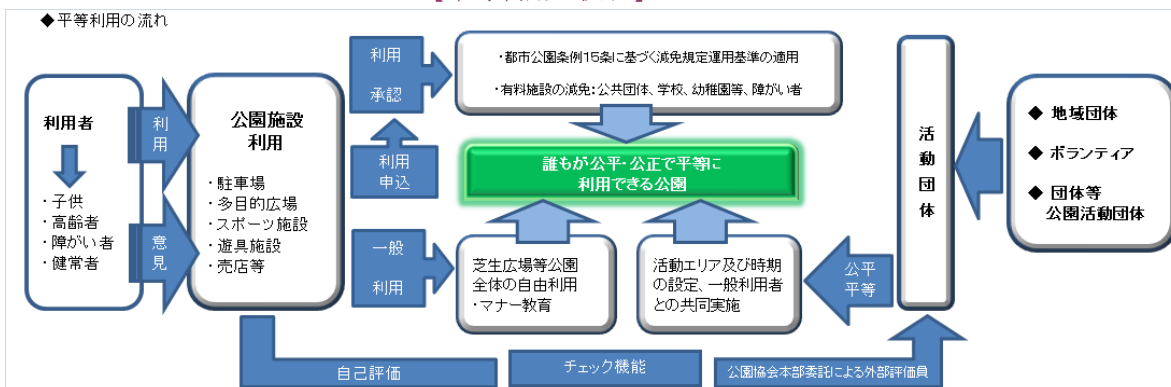 ◆平等利用の流れ
利用者
・子供
・高齢者
・障がい者
・健常者
利用
意見
公園施設
利用
・駐車場
・多目的広場
・スポーツ施設
・遊具施設
・売店等
利用
承認
利用
申込
一般
利用
・都市公園条例15条に基づく減免規定運用基準の適用
・有料施設の減免：公共団体、学校、幼稚園等、障がい者
誰もが公平・公正で平等に
利用できる公園
芝生広場等公園
全体の自由利用
・マナー教育
活動エリア及び時期
の設定、一般利用者
との共同実施
公平
平等
活動団体
◆ 地域団体
◆ ボランティア
◆ 団体等
公園活動団体
自己評価
チェック機能
公園協会本部委託による外部評価員